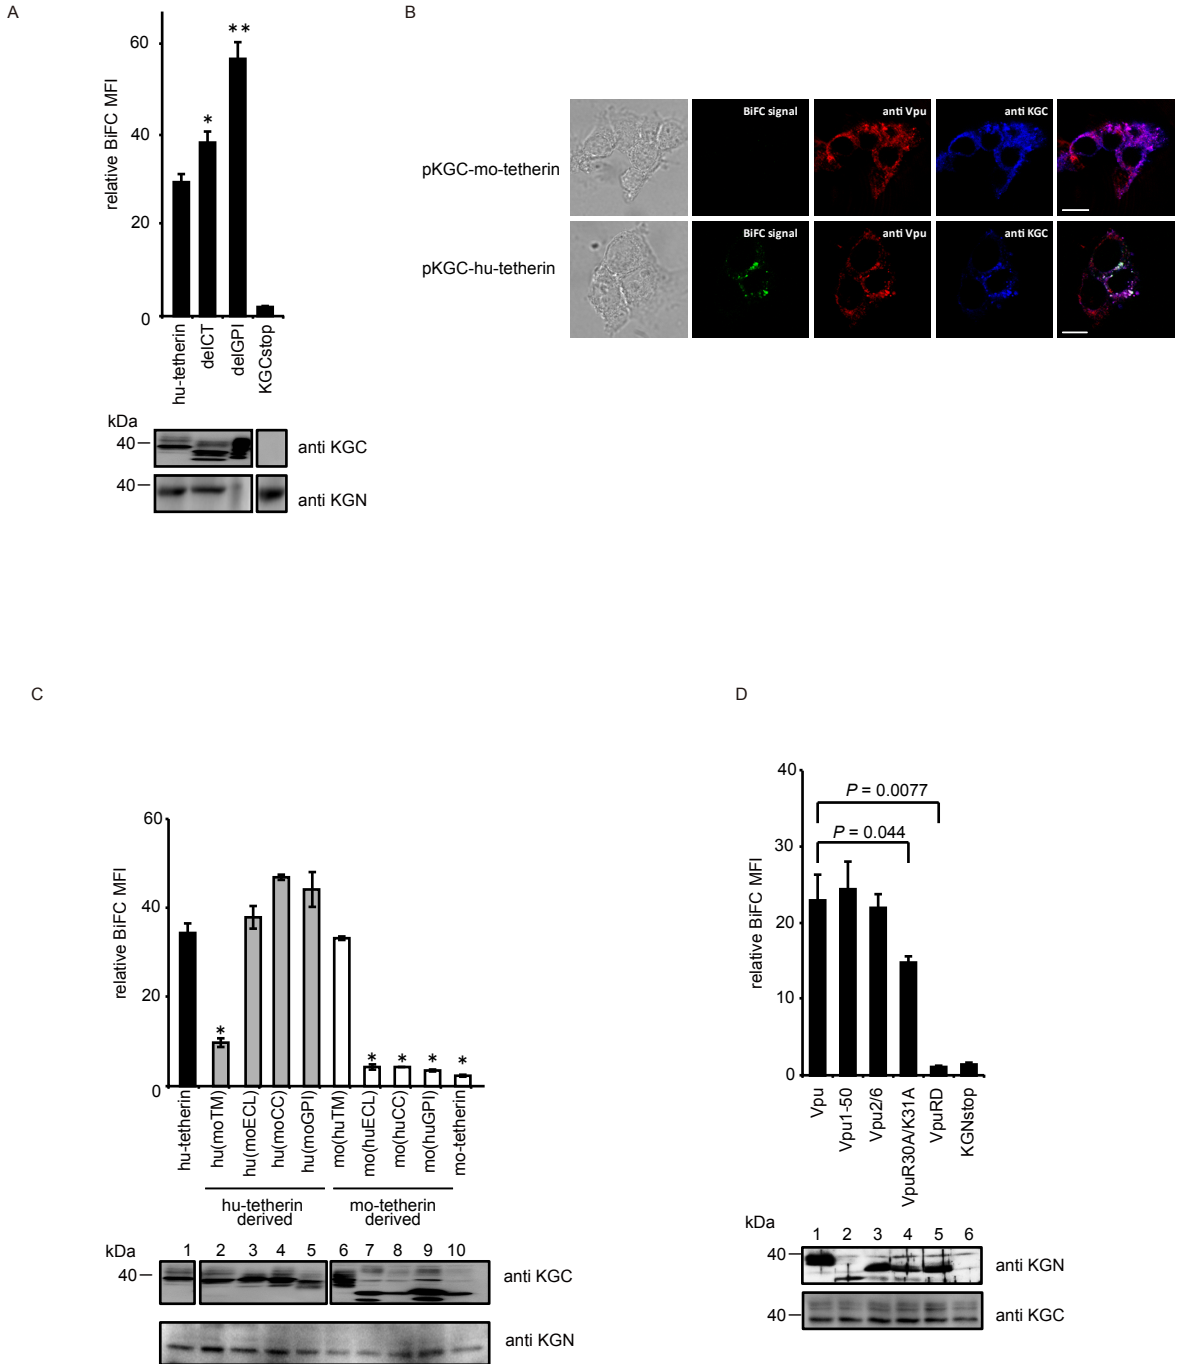 A
relative BiFC MFI
60
40
20
0
**
*
hu-tetherin
delCT
delGPI
KGCstop
kDa
40
anti KGC
40
anti KGN
B
pKGC-mo-tetherin
BiFC signal
anti Vpu
anti KGC
pKGC-hu-tetherin
BiFC signal
anti Vpu
anti KGC
C
relative BiFC MFI
60
40
20
0
*
*
*
*
*
hu-tetherin
hu(moTM)
hu(moECL)
hu(moCC)
hu(moGPI)
mo(huTM)
mo(huECL)
mo(huCC)
mo(huGPI)
mo-tetherin
hu-tetherin
derived
mo-tetherin
derived
kDa
1 2 3 4 5 6 7 8 9 10
40
anti KGC
anti KGN
D
relative BiFC MFI
40
30
20
10
0
P = 0.0077
P = 0.044
Vpu
Vpu1-50
Vpu2/6
VpuR30A/K31A
VpuRD
KGNstop
kDa
1 2 3 4 5 6
40
anti KGN
40
anti KGC